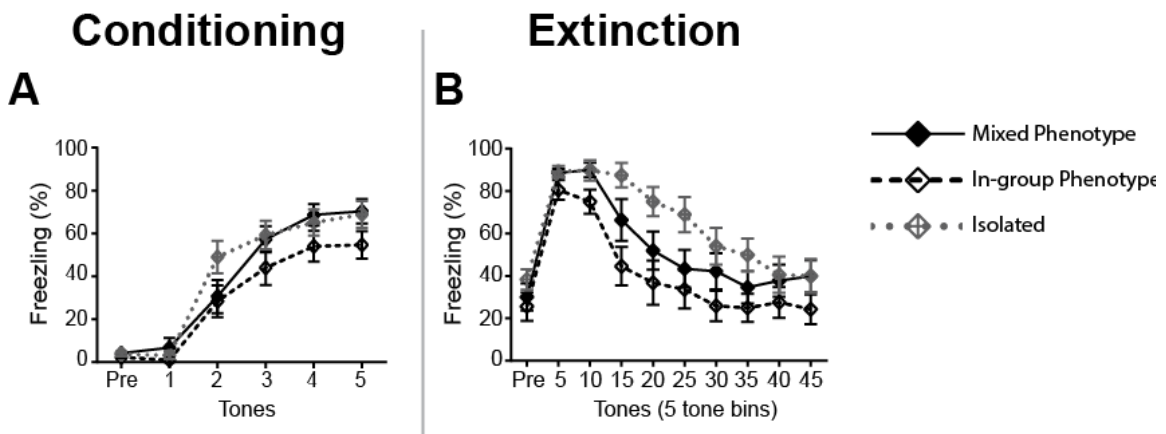 Conditioning
Extinction
A
B
100
80
60
40
20
0
Freezling (%)
Pre 1 2 3 4 5
Tones
100
80
60
40
20
0
Freezling (%)
Pre 5 10 15 20 25 30 35 40 45
Tones (5 tone bins)
Mixed Phenotype
In-group Phenotype
Isolated